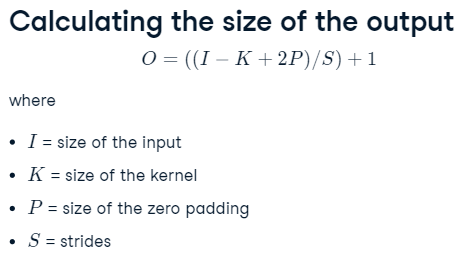 Calculating the size of the output
O = ((I − K + 2P)/S) + 1
where
• I = size of the input
• K = size of the kernel
• P = size of the zero padding
• S = strides